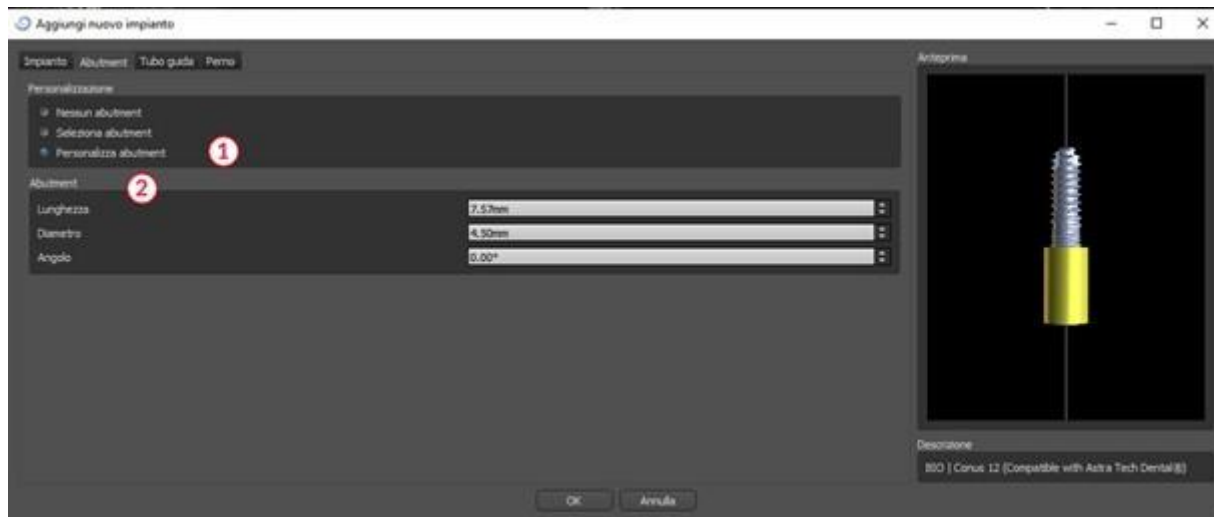 Aggiungi nuovo impianto
Impianto Abutment Tubo guida Perno
Personalizzazione
Nessun abutment
Seleziona abutment
Personalizza abutment 1
Abutment 2
Lunghezza 7.57mm
Diametro 4.50mm
Angolo 0.00°
Anteprima
Descrizione
BIO | Conus 12 (Compatible with Astra Tech Dental®)
OK Annulla